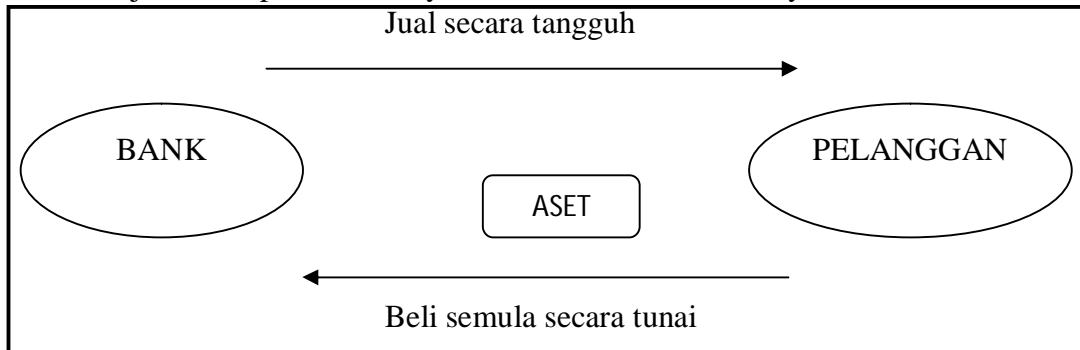 Jual secara tangguh
BANK
PELANGGAN
ASET
Beli semula secara tunai